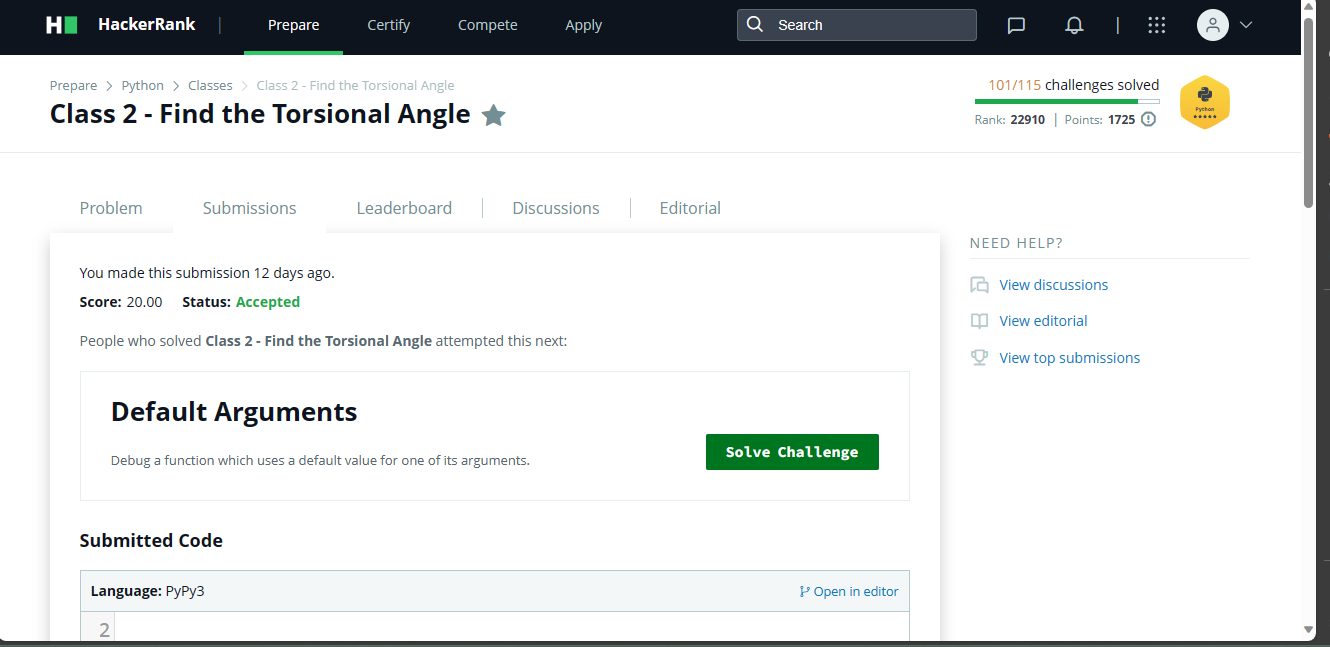 HackerRank | Prepare Certify Compete Apply Search |
Prepare > Python > Classes > Class 2 - Find the Torsional Angle
Class 2 - Find the Torsional Angle
101/115 challenges solved
Rank: 22910 | Points: 1725
Python
Problem Submissions Leaderboard Discussions Editorial
You made this submission 12 days ago.
Score: 20.00 Status: Accepted
People who solved Class 2 - Find the Torsional Angle attempted this next:
Default Arguments
Debug a function which uses a default value for one of its arguments.
Solve Challenge
Submitted Code
Language: PyPy3 Open in editor
2
NEED HELP?
View discussions
View editorial
View top submissions